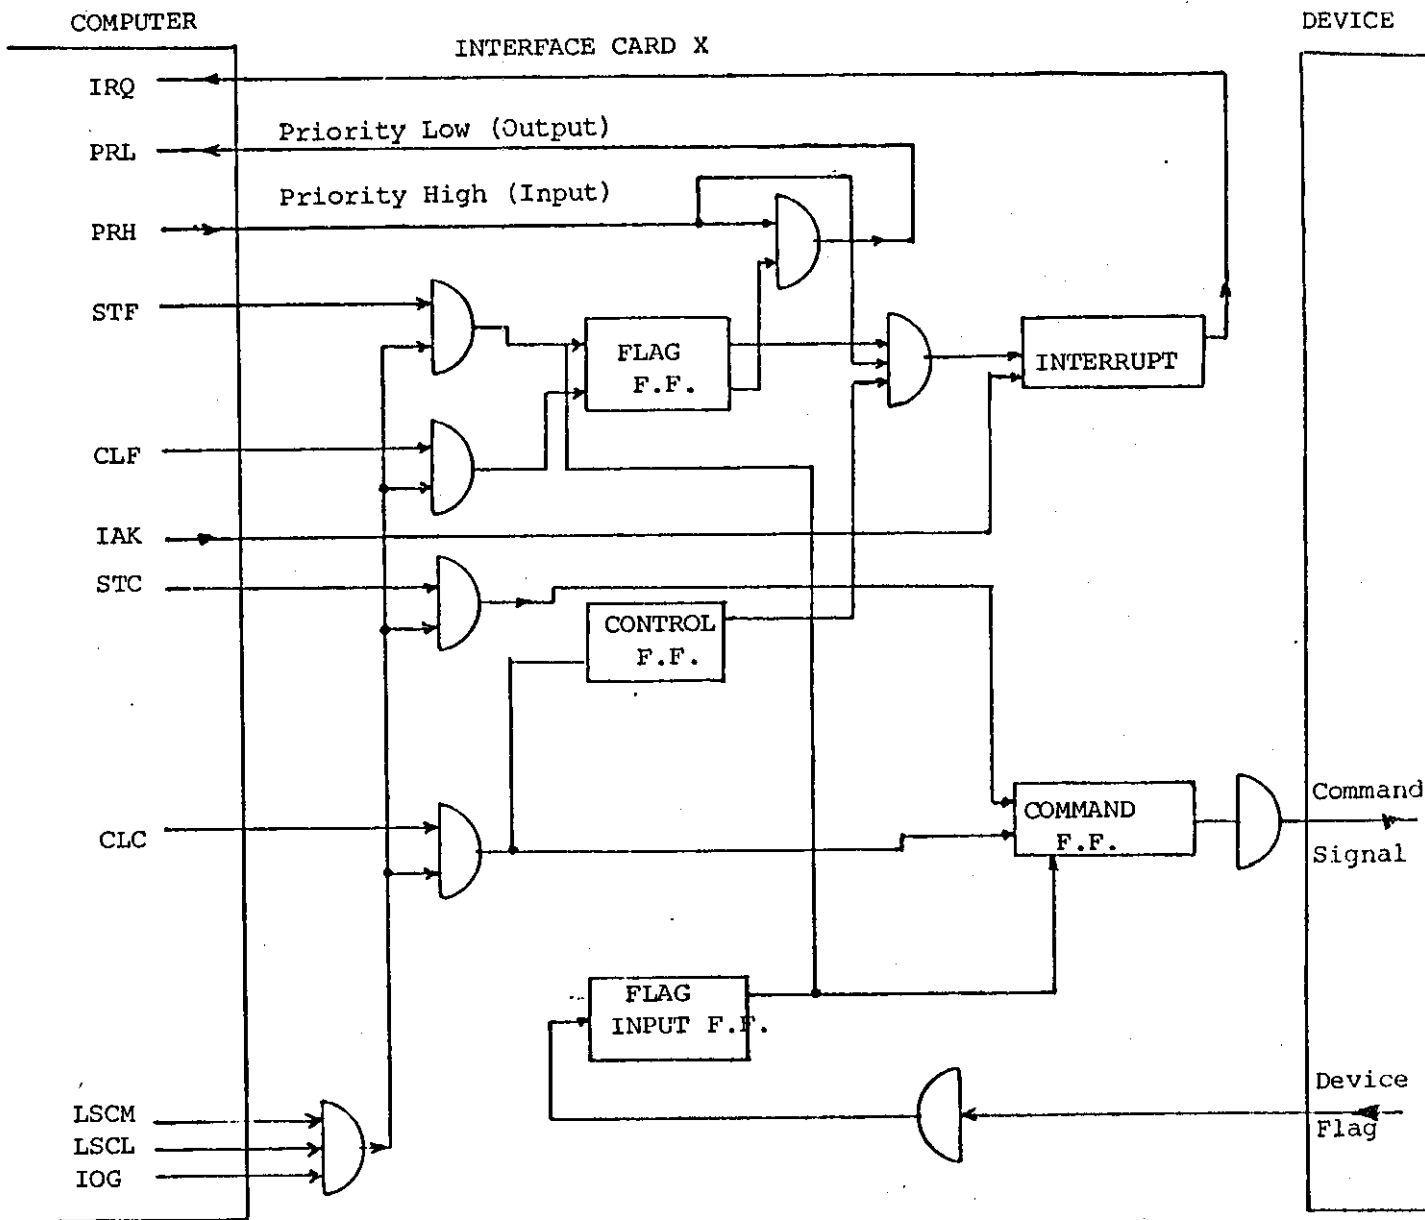 COMPUTER
DEVICE
INTERFACE CARD X
IRQ
Priority Low (Output)
PRL
Priority High (Input)
PRH
STF
FLAG
F.F.
INTERRUPT
CLF
IAK
STC
CONTROL
F.F.
CLC
COMMAND
F.F.
Command
Signal
FLAG
INPUT F.F.
Device
Flag
LSCM
LSCL
IOG